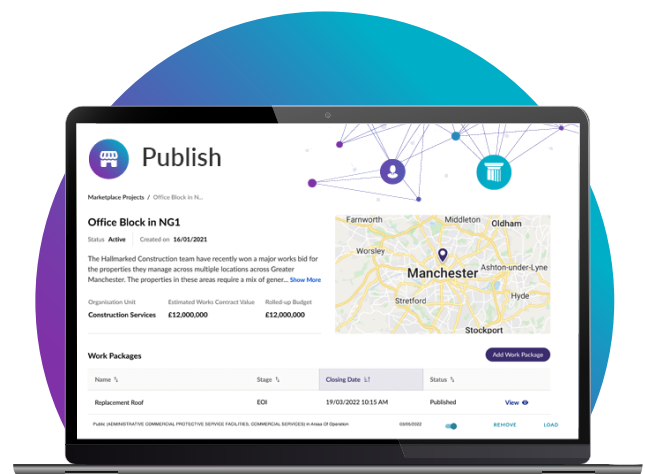 Publish
Marketplace Projects / Office Block in N...
Office Block in NG1
Status Active Created on 16/01/2021
The Hallmarked Construction team have recently won a major works bid for
the properties they manage across multiple locations across Greater
Manchester. The properties in these areas require a mix of gener... Show More
Organisation Unit Estimated Works Contract Value Rolled-up Budget
Construction Services £12,000,000 £12,000,000
Farnworth Middleton Oldham
Worsley
Manchester Ashton-under-Lyne
Stretford Hyde
Stockport
Work Packages Add Work Package
Name Stage Closing Date Status
Replacement Roof EOI 19/03/2022 10:15 AM Published View
Public (ADMINISTRATIVE COMMERCIAL PROTECTIVE SERVICE FACILITIES, COMMERCIAL SERVICES) in Areas Of Operation REMOVE LOAD